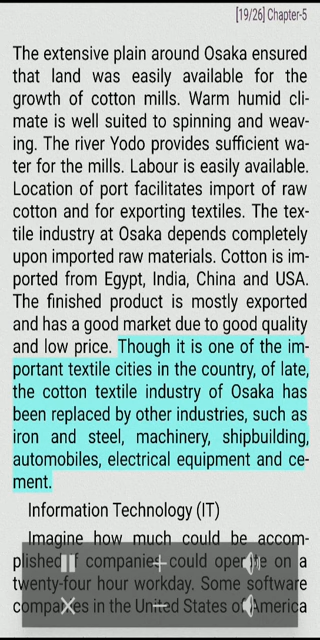 [19/26] Chapter-5
The extensive plain around Osaka ensured
that land was easily available for the
growth of cotton mills. Warm humid cli-
mate is well suited to spinning and weav-
ing. The river Yodo provides sufficient wa-
ter for the mills. Labour is easily available.
Location of port facilitates import of raw
cotton and for exporting textiles. The tex-
tile industry at Osaka depends completely
upon imported raw materials. Cotton is im-
ported from Egypt, India, China and USA.
The finished product is mostly exported
and has a good market due to good quality
and low price. Though it is one of the im-
portant textile cities in the country, of late,
the cotton textile industry of Osaka has
been replaced by other industries, such as
iron and steel, machinery, shipbuilding,
automobiles, electrical equipment and ce-
ment.
Information Technology (IT)
Imagine how much could be accom-
plished if companies could operate on a
twenty-four hour workday. Some software
companies in the United States of America